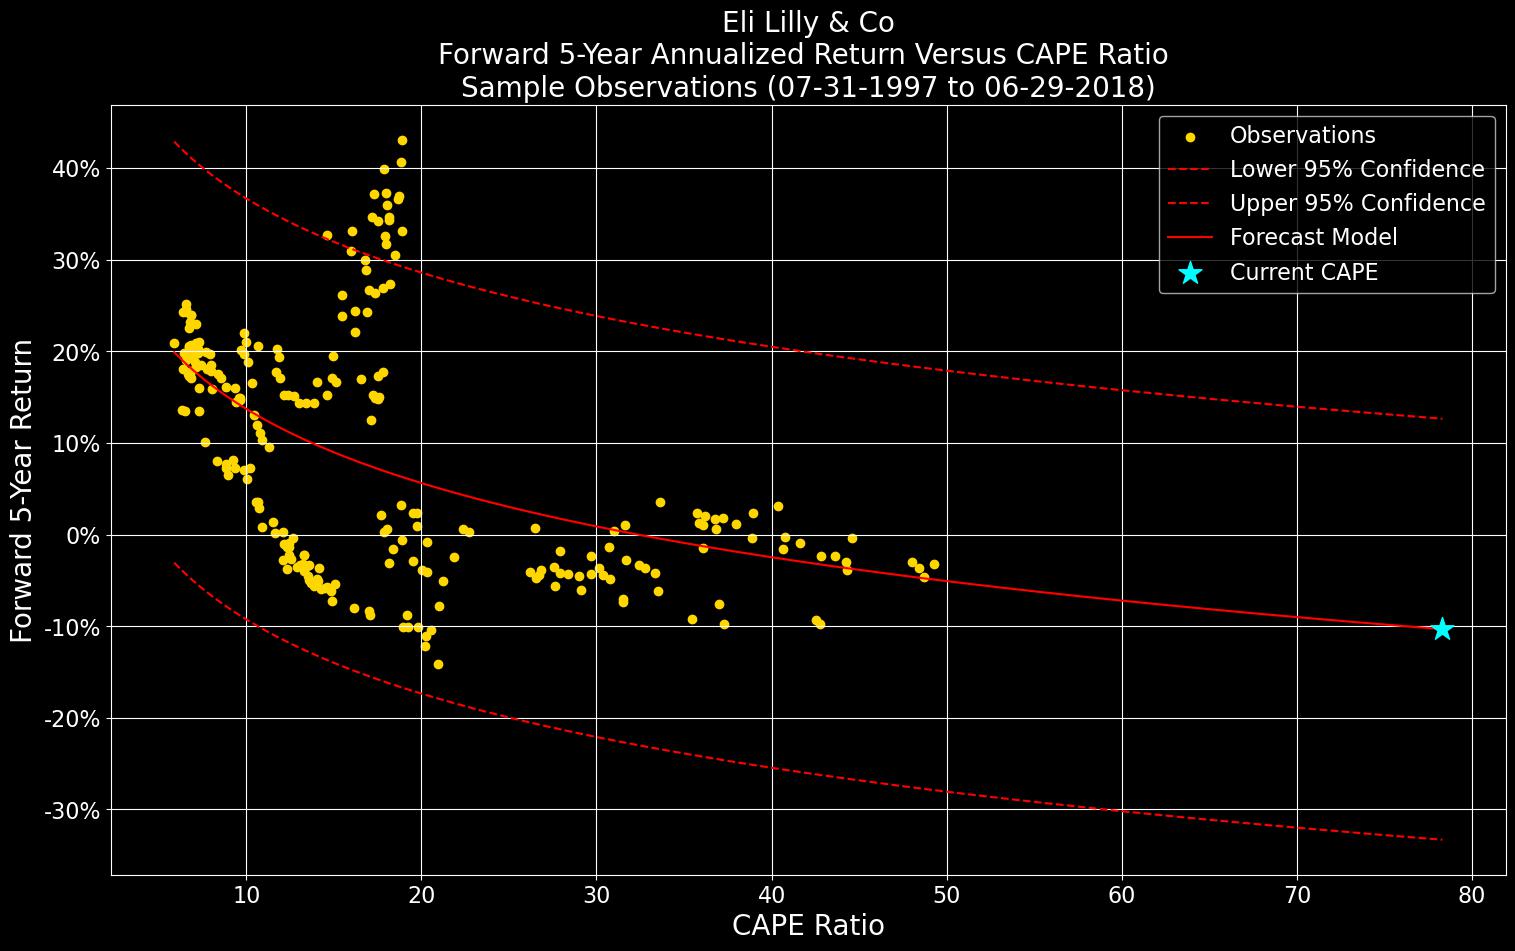 Eli Lilly & Co
Forward 5-Year Annualized Return Versus CAPE Ratio
Sample Observations (07-31-1997 to 06-29-2018)
Observations
Lower 95% Confidence
Upper 95% Confidence
Forecast Model
Current CAPE
Forward 5-Year Return
40%
30%
20%
10%
0%
-10%
-20%
-30%
10 20 30 40 50 60 70 80
CAPE Ratio